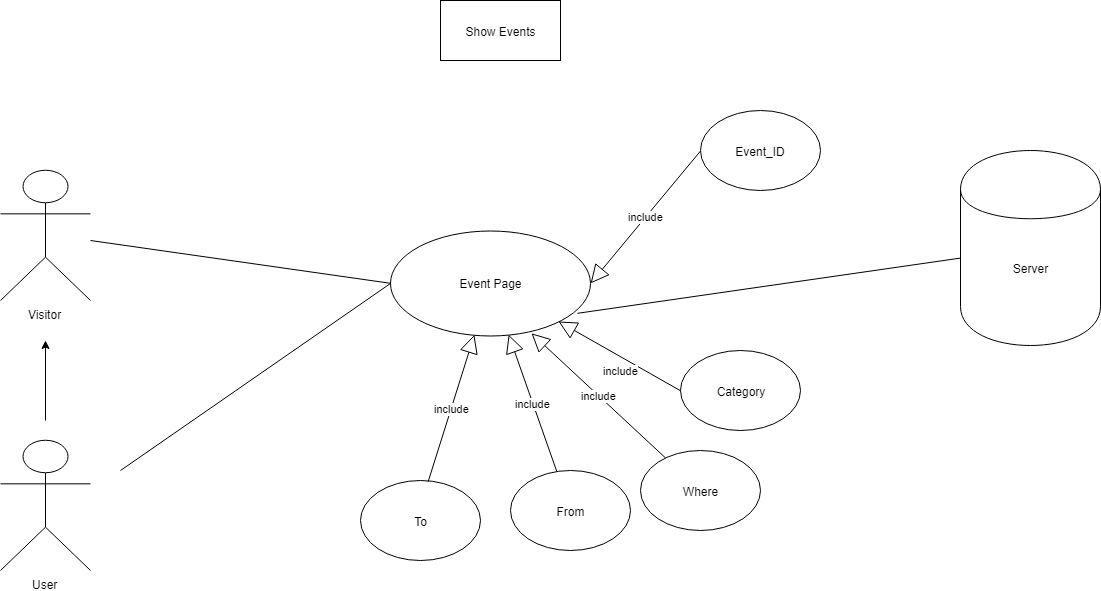 Show Events
Event_ID
include
Visitor
Event Page
Server
include
Category
include
include
include
To
From
Where
User